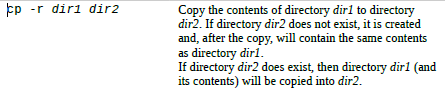 cp -r dir1 dir2 Copy the contents of directory dir1 to directory
dir2. If directory dir2 does not exist, it is created
and, after the copy, will contain the same contents
as directory dir1.
If directory dir2 does exist, then directory dir1 (and
its contents) will be copied into dir2.